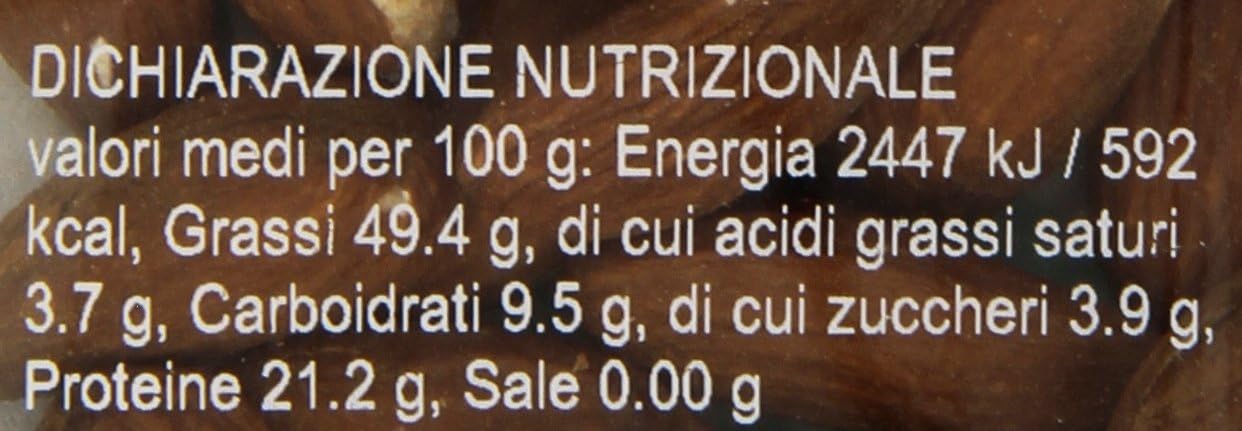 DICHIARAZIONE NUTRIZIONALE
valori medi per 100 g: Energia 2447 kJ / 592
kcal, Grassi 49.4 g, di cui acidi grassi saturi
3.7 g, Carboidrati 9.5 g, di cui zuccheri 3.9 g,
Proteine 21.2 g, Sale 0.00 g